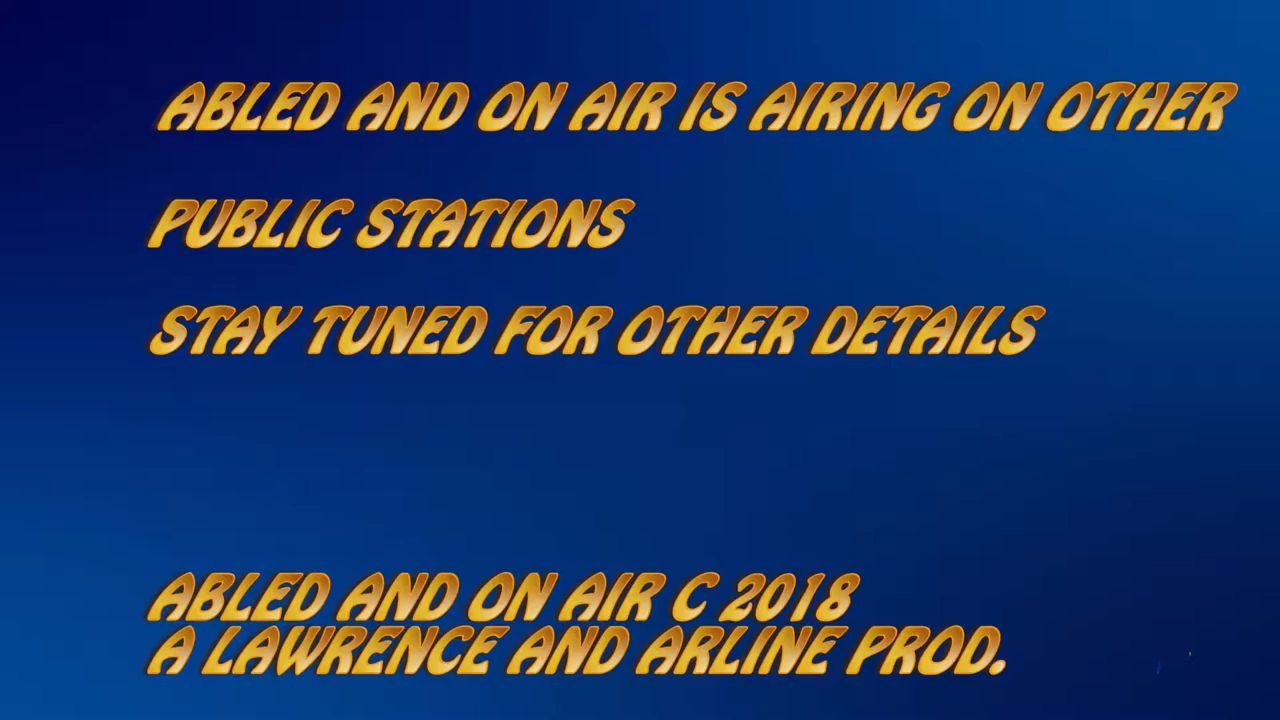 ABLED AND ON AIR IS AIRING ON OTHER
PUBLIC STATIONS
STAY TUNED FOR OTHER DETAILS
ABLED AND ON AIR C 2018
A LAWRENCE AND ARLINE PROD.